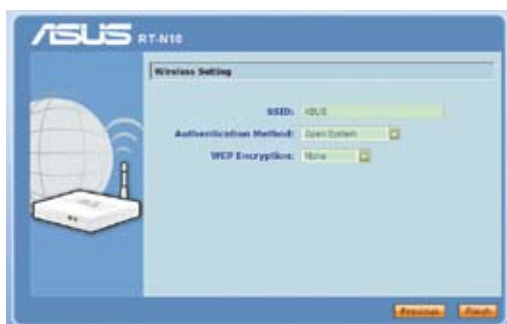 ASUS RT-N10
Wireless Setting
SSID: ASUS
Authentication Method: Open System
WEP Encryption: None
Previous Finish